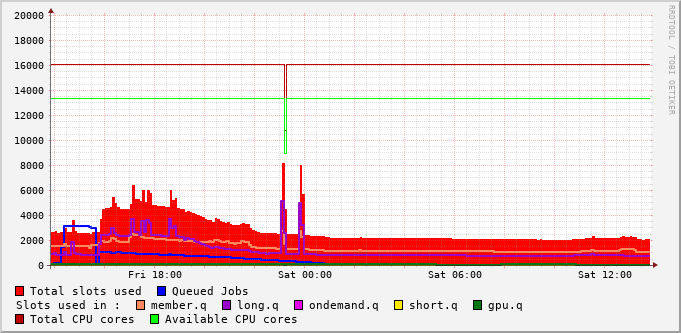 20000
18000
16000
14000
12000
10000
8000
6000
4000
2000
0
Fri 18:00 Sat 00:00 Sat 06:00 Sat 12:00
RRDTOOL / TOBI OETIKER
Total slots used Queued Jobs
Slots used in : member.q long.q ondemand.q short.q gpu.q
Total CPU cores Available CPU cores